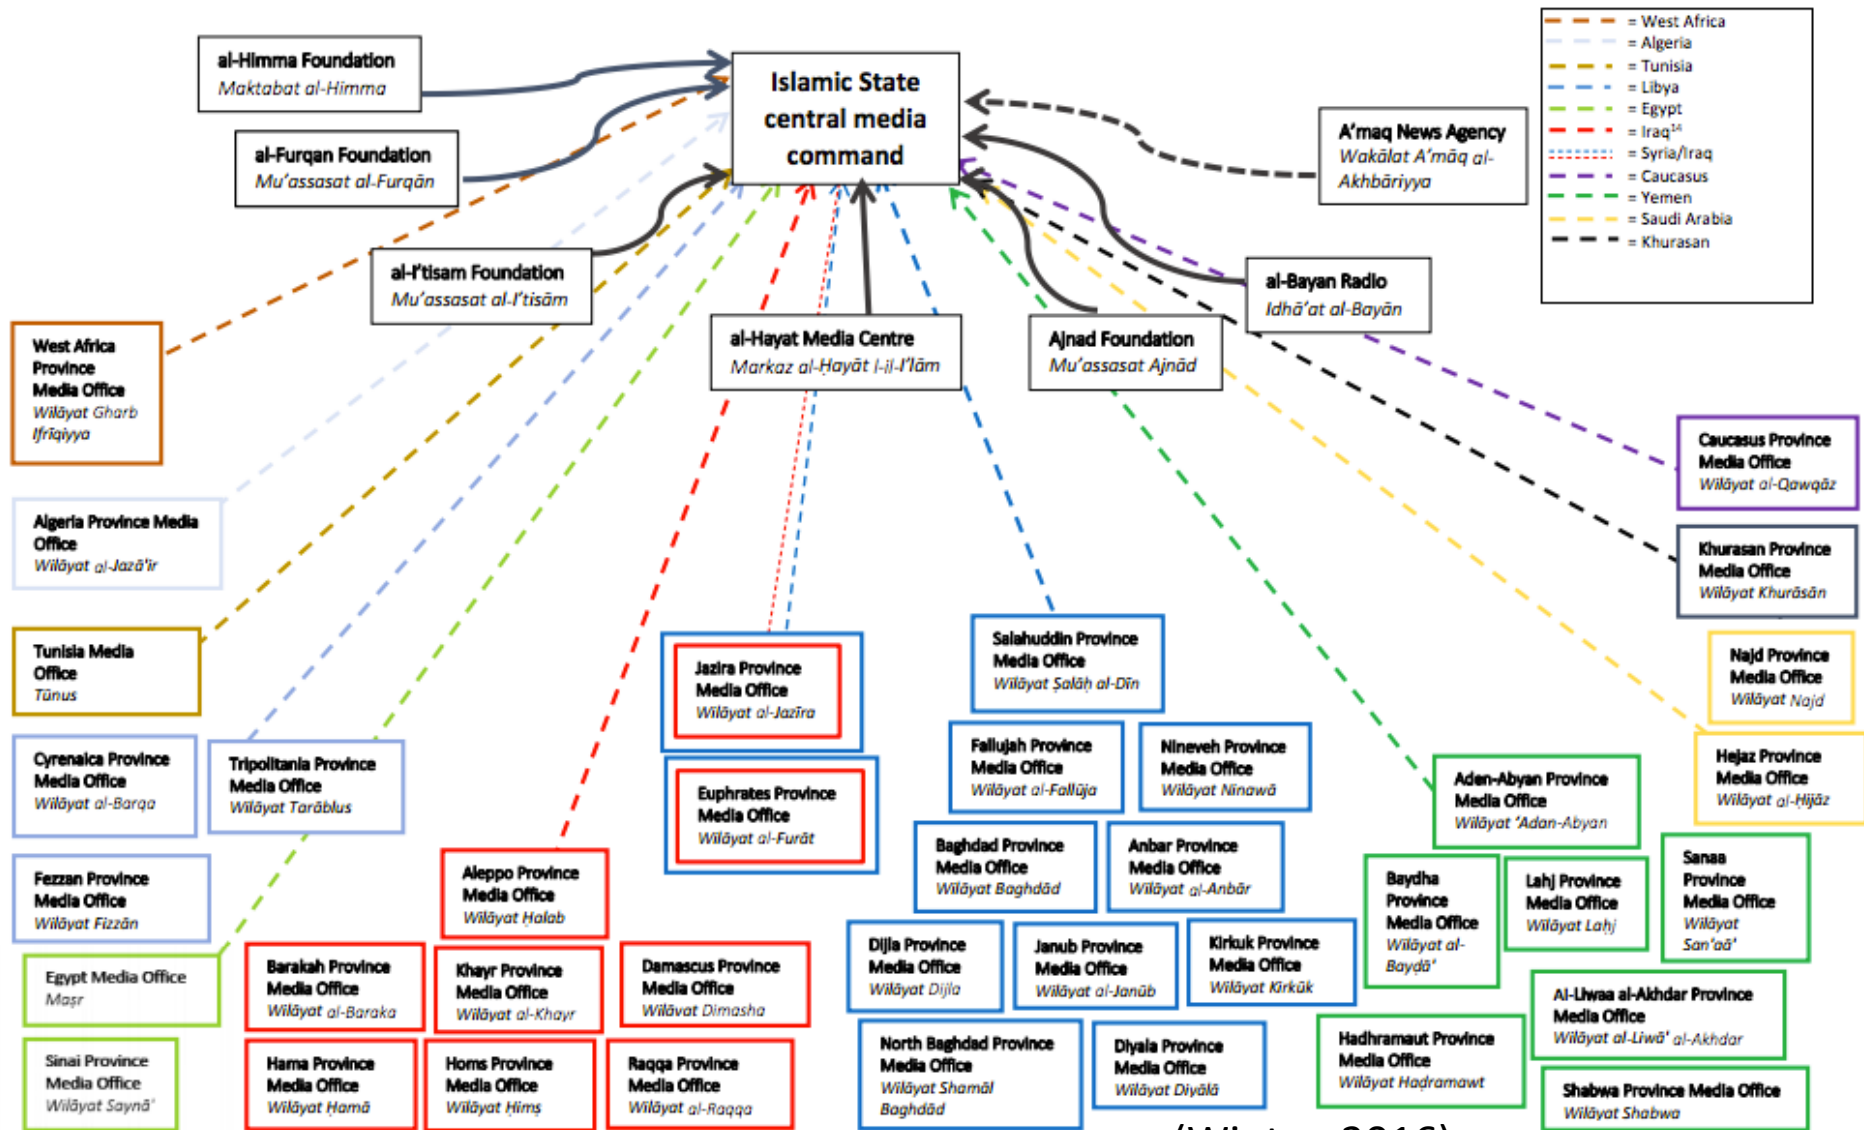 al-Himma Foundation
Maktabat al-Himma
al-Furqan Foundation
Mu'assasat al-Furqān
al-I'tisam Foundation
Mu'assasat al-I'tisām
Islamic State
central media
command
A'maq News Agency
Wakālat A'māq al-
Akhbāriyya
= West Africa
= Algeria
= Tunisia
= Libya
= Egypt
= Iraq14
= Syria/Iraq
= Caucasus
= Yemen
= Saudi Arabia
= Khurasan
al-Bayan Radio
Idhā'at al-Bayān
al-Hayat Media Centre
Markaz al-Ḥayāt l-il-I'lām
Ajnad Foundation
Mu'assasat Ajnād
West Africa
Province
Media Office
Wilāyat Gharb
Ifrīqiyya
Algeria Province Media
Office
Wilāyat al-Jazā'ir
Tunisia Media
Office
Tūnus
Cyrenaica Province
Media Office
Wilāyat al-Barqa
Tripolitania Province
Media Office
Wilāyat Tarāblus
Fezzan Province
Media Office
Wilāyat Fizzān
Egypt Media Office
Maṣr
Sinai Province
Media Office
Wilāyat Saynā'
Aleppo Province
Media Office
Wilāyat Ḥalab
Barakah Province
Media Office
Wilāyat al-Baraka
Khayr Province
Media Office
Wilāyat al-Khayr
Damascus Province
Media Office
Wilāvat Dimasha
Hama Province
Media Office
Wilāyat Ḥamā
Homs Province
Media Office
Wilāyat Ḥimṣ
Raqqa Province
Media Office
Wilāyat al-Raqqa
Jazira Province
Media Office
Wilāyat al-Jazīra
Euphrates Province
Media Office
Wilāyat al-Furāt
Salahuddin Province
Media Office
Wilāyat Ṣalāḥ al-Dīn
Fallujah Province
Media Office
Wilāyat al-Fallūja
Nineveh Province
Media Office
Wilāyat Ninawā
Baghdad Province
Media Office
Wilāyat Baghdād
Anbar Province
Media Office
Wilāyat al-Anbār
Dijla Province
Media Office
Wilāyat Dijla
Janub Province
Media Office
Wilāyat al-Janūb
Kirkuk Province
Media Office
Wilāyat Kirkūk
North Baghdad Province
Media Office
Wilāyat Shamāl
Baghdād
Diyala Province
Media Office
Wilāyat Diyālā
Caucasus Province
Media Office
Wilāyat al-Qawqāz
Khurasan Province
Media Office
Wilāyat Khurāsān
Najd Province
Media Office
Wilāyat Najd
Hejaz Province
Media Office
Wilāyat al-Ḥijāz
Aden-Abyan Province
Media Office
Wilāyat 'Adan-Abyan
Baydha
Province
Media Office
Wilāyat al-
Bayḍā'
Lahj Province
Media Office
Wilāyat Laḥj
Sanaa
Province
Media Office
Wilāyat
San'aā'
Al-Liwaa al-Akhdar Province
Media Office
Wilāyat al-Liwā' al-Akhdar
Hadhramaut Province
Media Office
Wilāyat Ḥaḍramawt
Shabwa Province Media Office
Wilāyat Shabwa